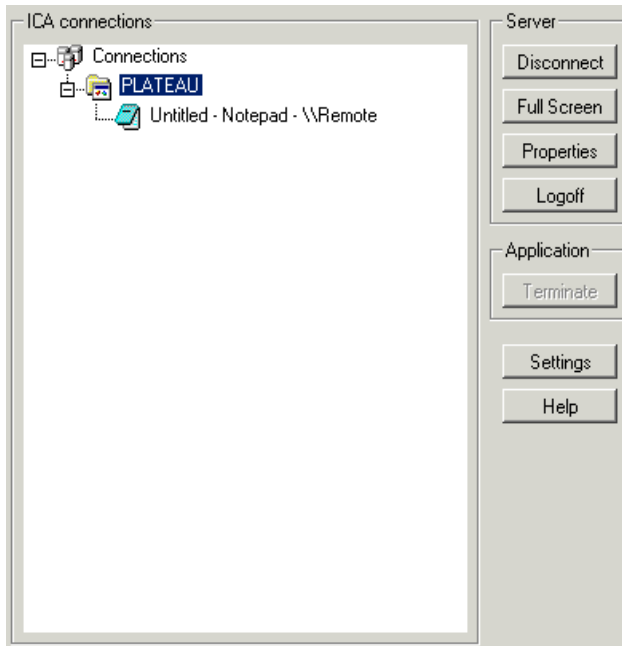 ICA connections
Connections
PLATEAU
Untitled - Notepad - \\Remote
Server
Disconnect
Full Screen
Properties
Logoff
Application
Terminate
Settings
Help